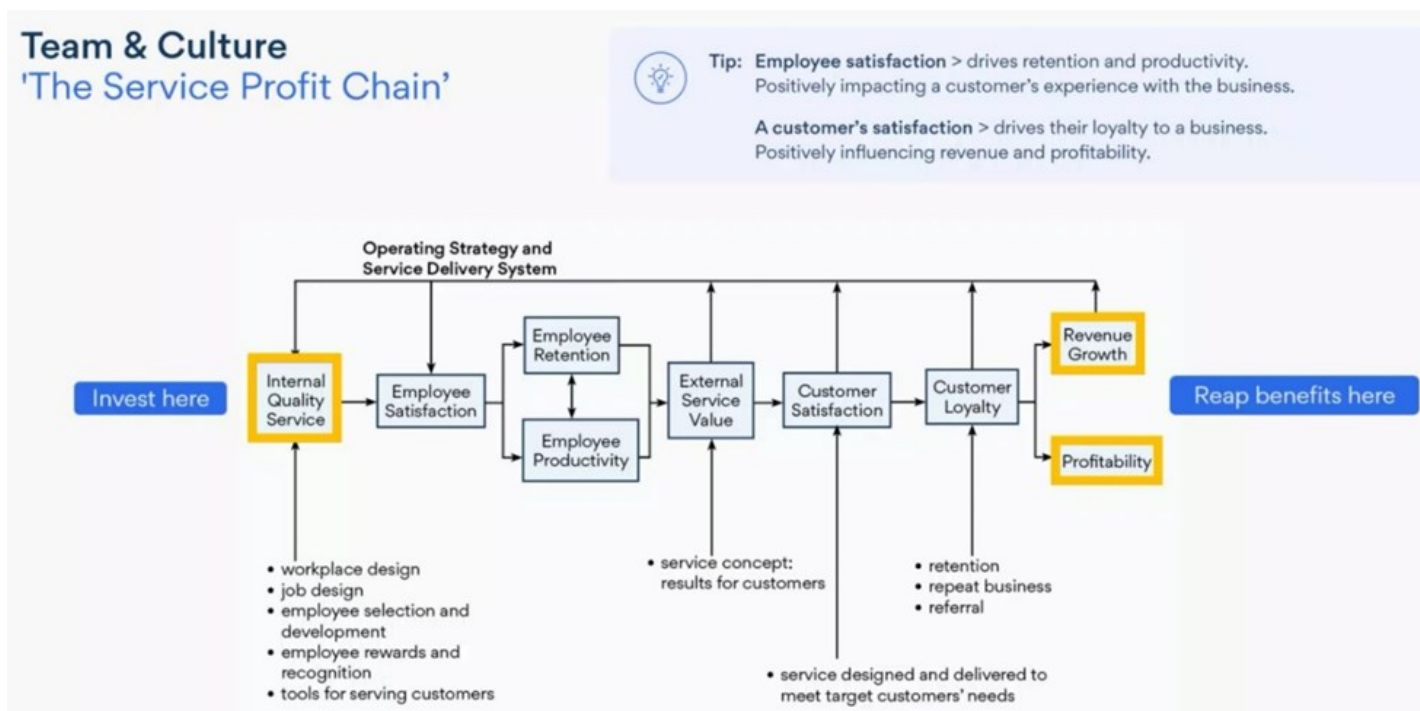 Team & Culture
'The Service Profit Chain'
Tip: Employee satisfaction > drives retention and productivity.
Positively impacting a customer's experience with the business.
A customer's satisfaction > drives their loyalty to a business.
Positively influencing revenue and profitability.
Operating Strategy and
Service Delivery System
Invest here
Internal
Quality
Service
Employee
Satisfaction
Employee
Retention
Employee
Productivity
External
Service
Value
Customer
Satisfaction
Customer
Loyalty
Revenue
Growth
Profitability
Reap benefits here
• workplace design
• job design
• employee selection and
development
• employee rewards and
recognition
• tools for serving customers
• service concept:
results for customers
• service designed and delivered to
meet target customers' needs
• retention
• repeat business
• referral